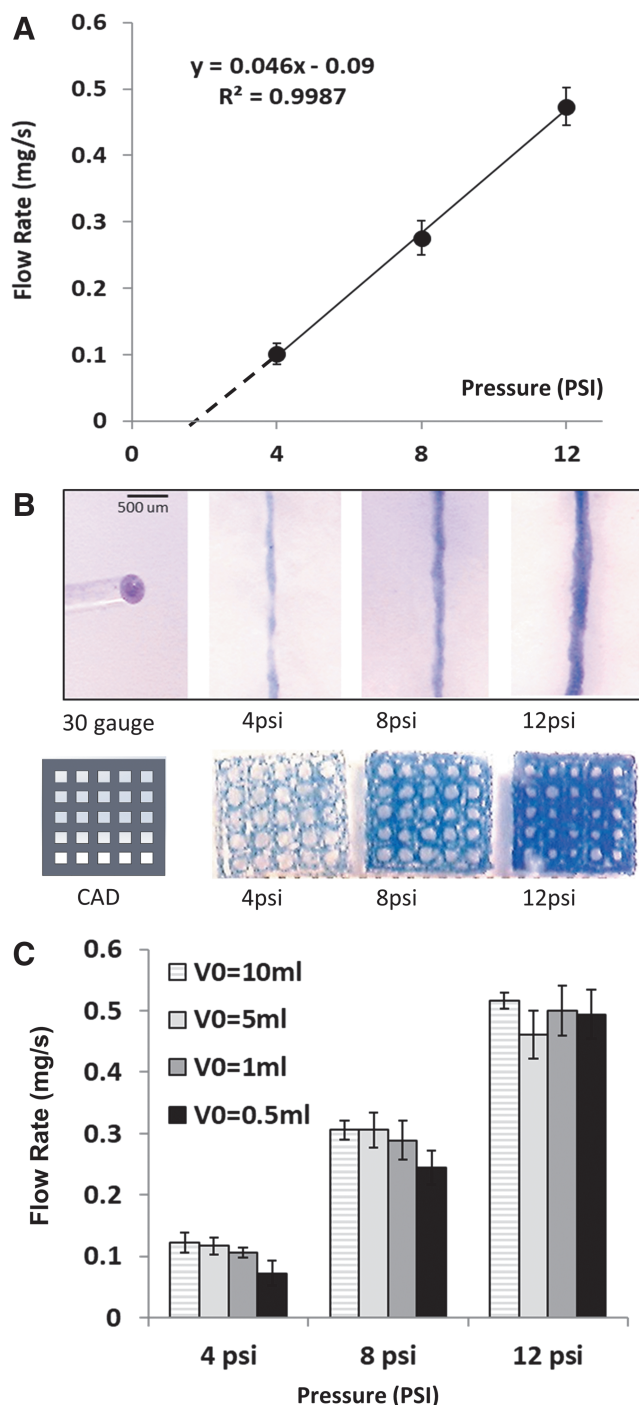 A
0.6
0.5
0.4
0.3
0.2
0.1
0
Flow Rate (mg/s)
y = 0.046x - 0.09
R² = 0.9987
Pressure (PSI)
0 4 8 12
B
500 um
30 gauge 4psi 8psi 12psi
CAD 4psi 8psi 12psi
C
0.6
0.5
0.4
0.3
0.2
0.1
0
Flow Rate (mg/s)
V0=10ml
V0=5ml
V0=1ml
V0=0.5ml
4 psi 8 psi 12 psi
Pressure (PSI)